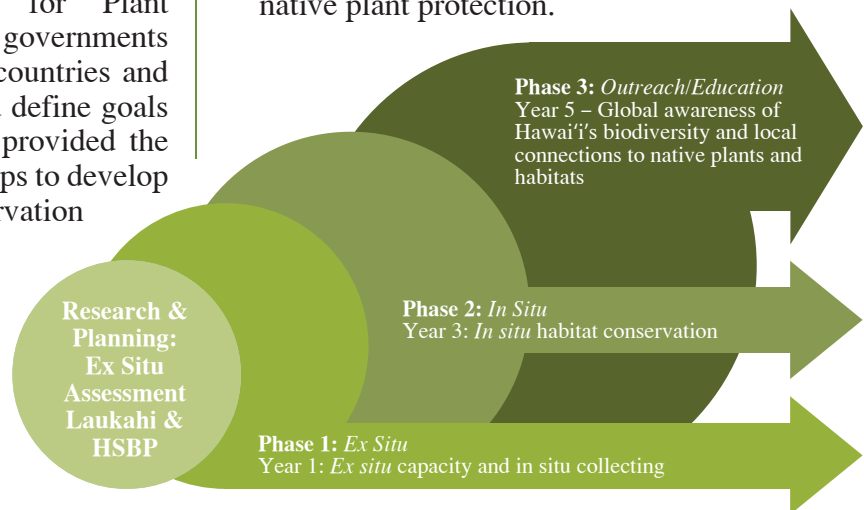 for Plant
governments
countries and
define goals
provided the
ps to develop
rvation
native plant protection.
Phase 3: Outreach/Education
Year 5 – Global awareness of
Hawaiʻi’s biodiversity and local
connections to native plants and
habitats
Phase 2: In Situ
Year 3: In situ habitat conservation
Research &
Planning:
Ex Situ
Assessment
Laukahi &
HSBP
Phase 1: Ex Situ
Year 1: Ex situ capacity and in situ collecting